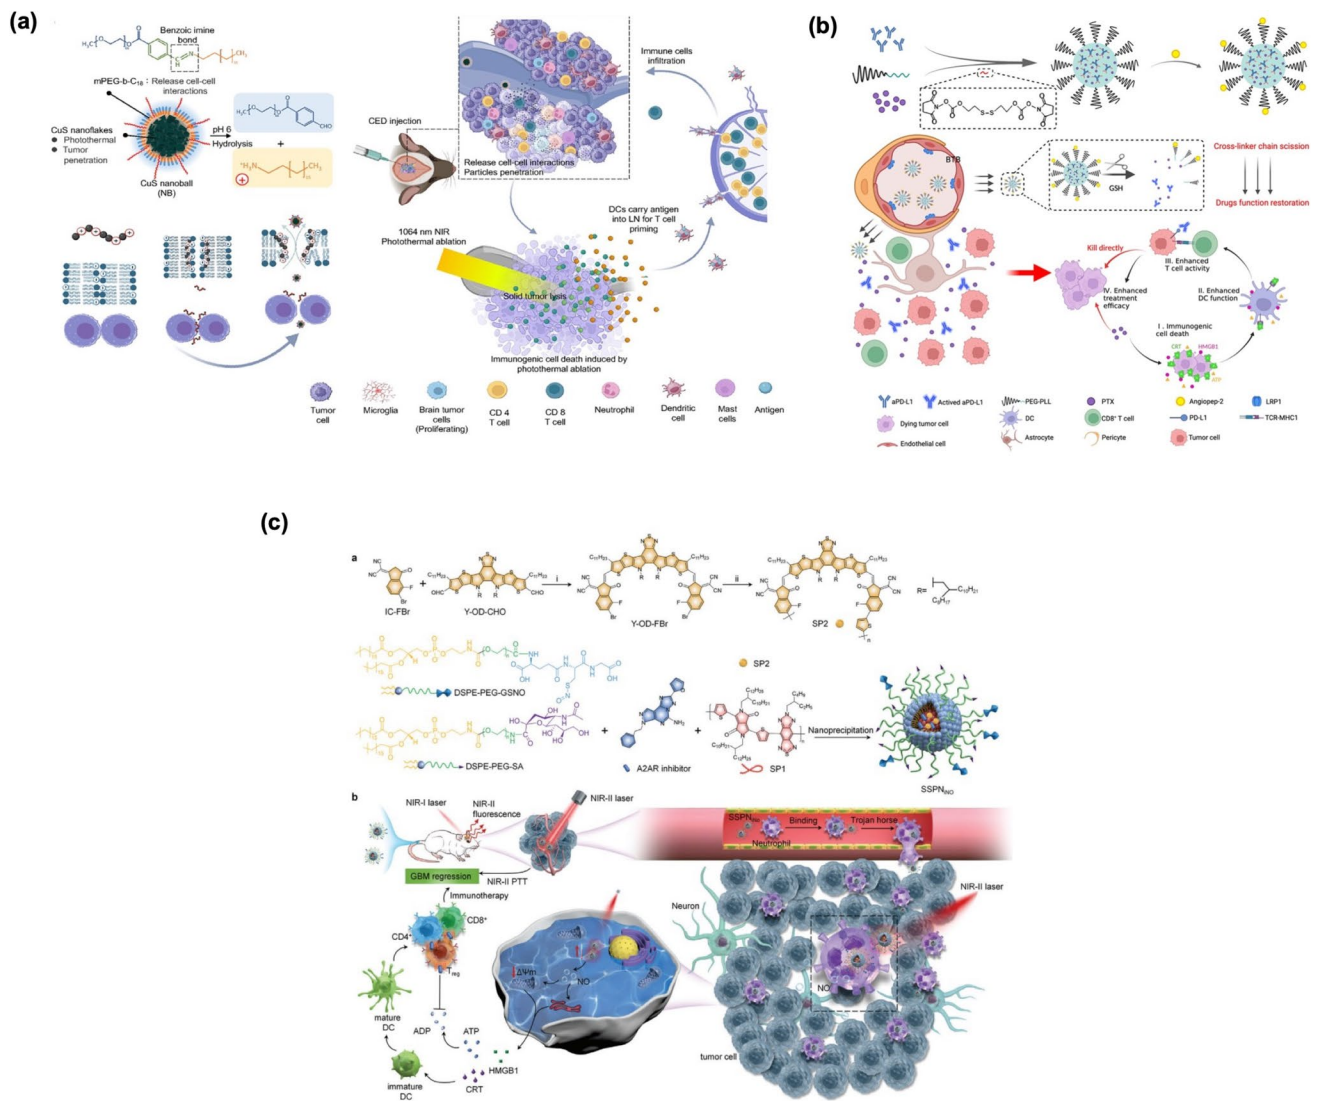 (a)
Benzoic imine
bond
mPEG-b-C18 : Release cell-cell
interactions
CuS nanoflakes
Photothermal
Tumor
penetration
pH 6
Hydrolysis
+
CuS nanoball
(NB)
CED injection
Release cell-cell interactions
Particles penetration
Immune cells
infiltration
DCs carry antigen
into LN for T cell
priming
1064 nm NIR
Photothermal ablation
Solid tumor lysis
Immunogenic cell death induced by
photothermal ablation
Tumor
cell
Microglia
Brain tumor
cells
(Proliferating)
CD 4
T cell
CD 8
T cell
Neutrophil
Dendritic
cell
Mast
cells
Antigen
(b)
BTB
GSH
Cross-linker chain scission
Drugs function restoration
Kill directly
III. Enhanced
T cell activity
IV. Enhanced
treatment
efficacy
II. Enhanced
DC function
I . Immunogenic
cell death
CRT
HMGB1
ATP
aPD-L1
Actived aPD-L1
PEG-PLL
PTX
Angiopep-2
LRP1
Dying tumor cell
DC
CD8+ T cell
PD-L1
TCR-MHC1
Endothelial cell
Astrocyte
Pericyte
Tumor cell
(c)
a
IC-FBr
+
Y-OD-CHO
i
Y-OD-FBr
ii
SP2
R=
DSPE-PEG-GSNO
DSPE-PEG-SA
+
A2AR inhibitor
+
SP2
SP1
Nanoprecipitation
SSPNiNO
b
NIR-I laser
NIR-II
fluorescence
NIR-II laser
GBM regression
NIR-II PTT
Immunotherapy
CD4+
CD8+
Treg
mature
DC
immature
DC
ADP
ATP
CRT
HMGB1
ΔΨm
NO
SSPNiNO
Binding
Trojan horse
Neutrophil
Neuron
NIR-II laser
NO
tumor cell